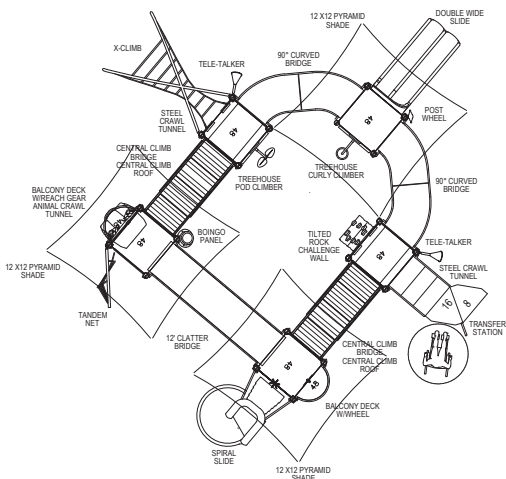 DOUBLE WIDE
SLIDE
12 X12 PYRAMID
SHADE
90° CURVED
BRIDGE
X-CLIMB
TELE-TALKER
STEEL
CRAWL
TUNNEL
48
48
POST
WHEEL
CENTRAL CLIMB
BRIDGE
CENTRAL CLIMB
ROOF
TREEHOUSE
POD CLIMBER
TREEHOUSE
CURLY CLIMBER
90° CURVED
BRIDGE
BALCONY DECK
W/REACH GEAR
ANIMAL CRAWL
TUNNEL
48
48
BOINGO
PANEL
TILTED
ROCK
CHALLENGE
WALL
48
TELE-TALKER
STEEL CRAWL
TUNNEL
12 X12 PYRAMID
SHADE
16
8
TANDEM
NET
TRANSFER
STATION
12' CLATTER
BRIDGE
CENTRAL CLIMB
BRIDGE
CENTRAL CLIMB
ROOF
48
48
BALCONY DECK
W/WHEEL
SPIRAL
SLIDE
12 X12 PYRAMID
SHADE